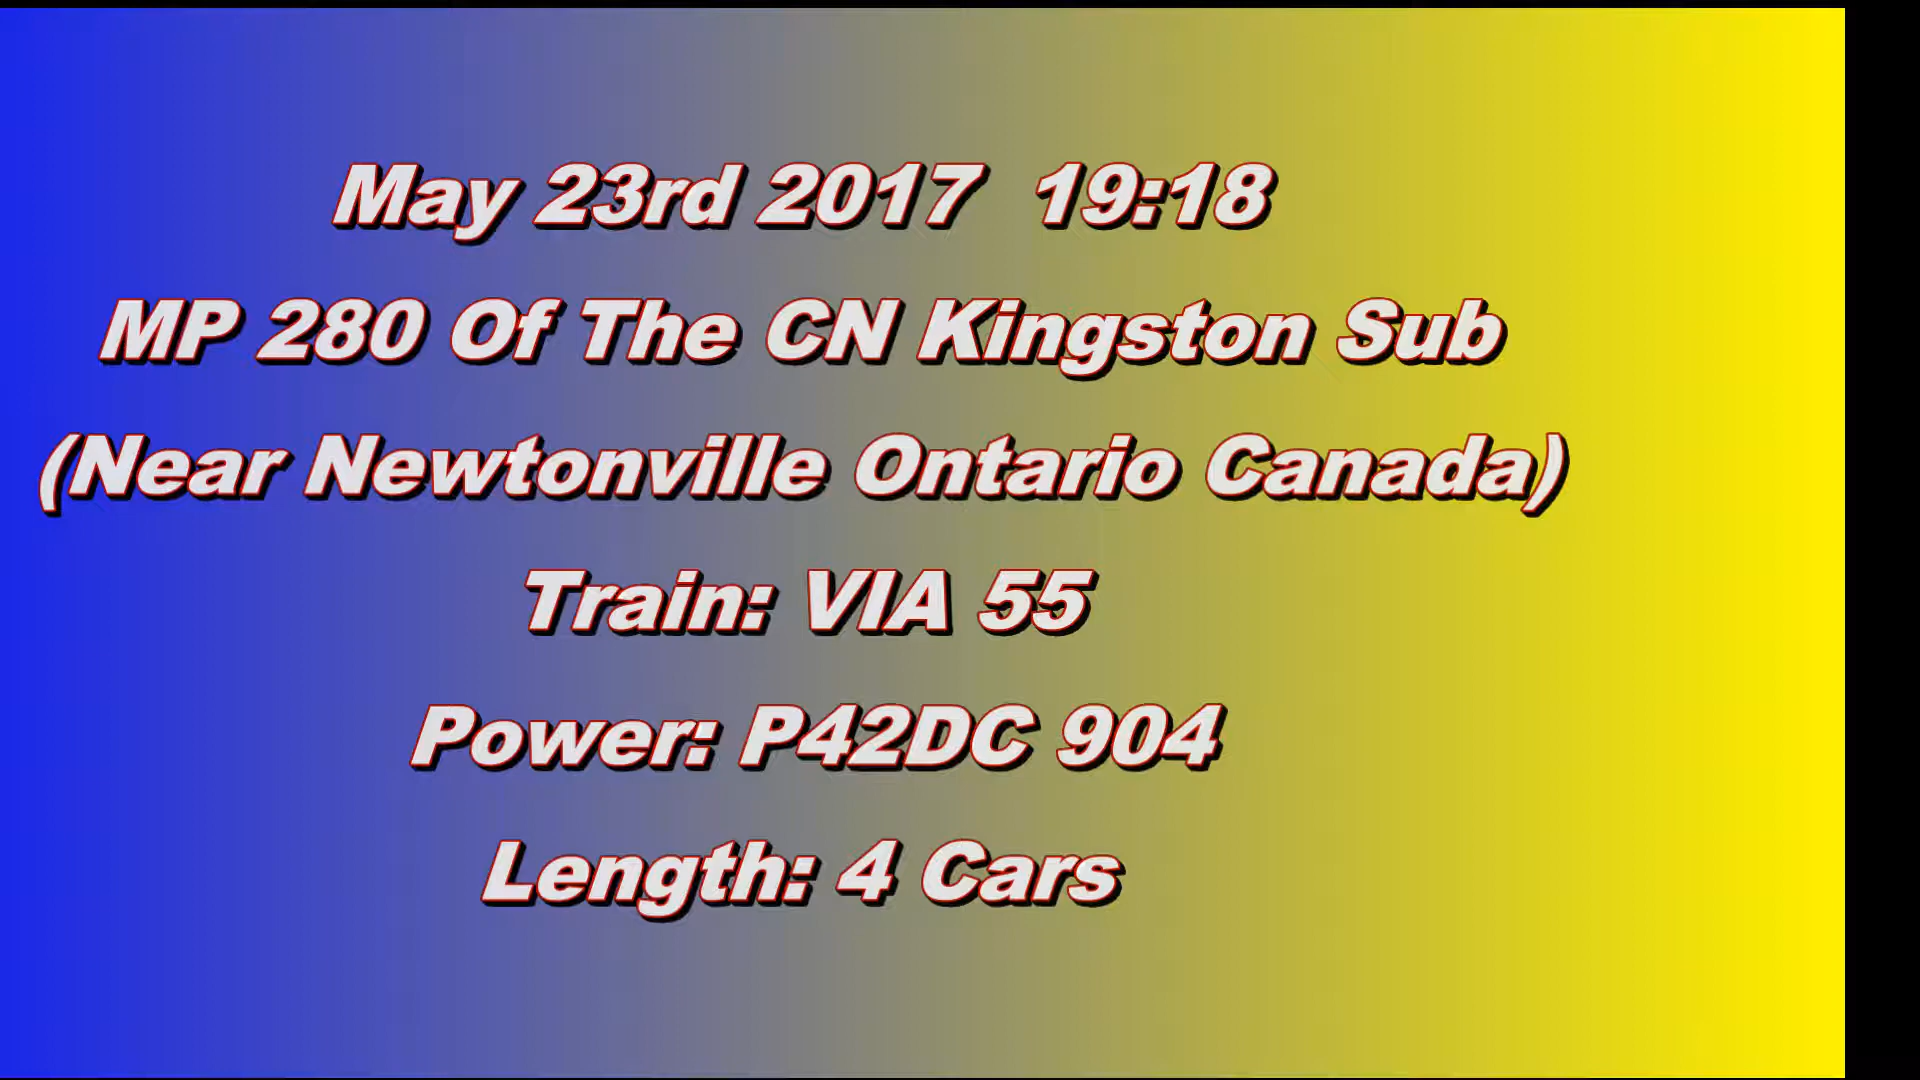 May 23rd 2017 19:18
MP 280 Of The CN Kingston Sub
(Near Newtonville Ontario Canada)
Train: VIA 55
Power: P42DC 904
Length: 4 Cars